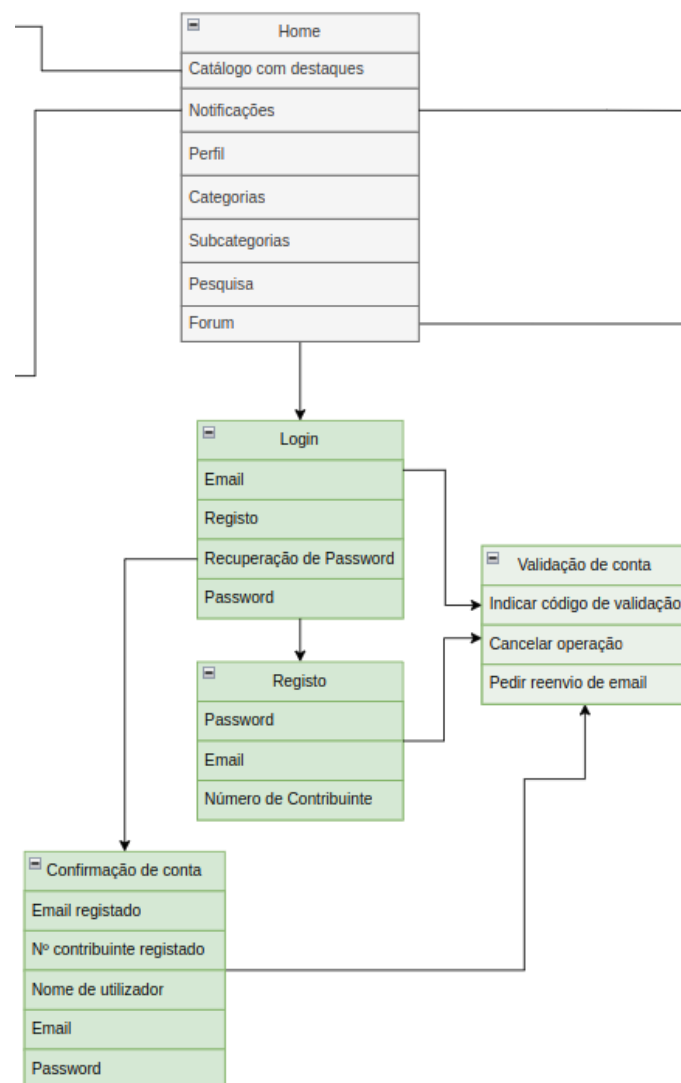 Home
Catálogo com destaques
Notificações
Perfil
Categorias
Subcategorias
Pesquisa
Forum
Login
Email
Registo
Recuperação de Password
Password
Validação de conta
Indicar código de validação
Cancelar operação
Pedir reenvio de email
Registo
Password
Email
Número de Contribuinte
Confirmação de conta
Email registado
Nº contribuinte registado
Nome de utilizador
Email
Password